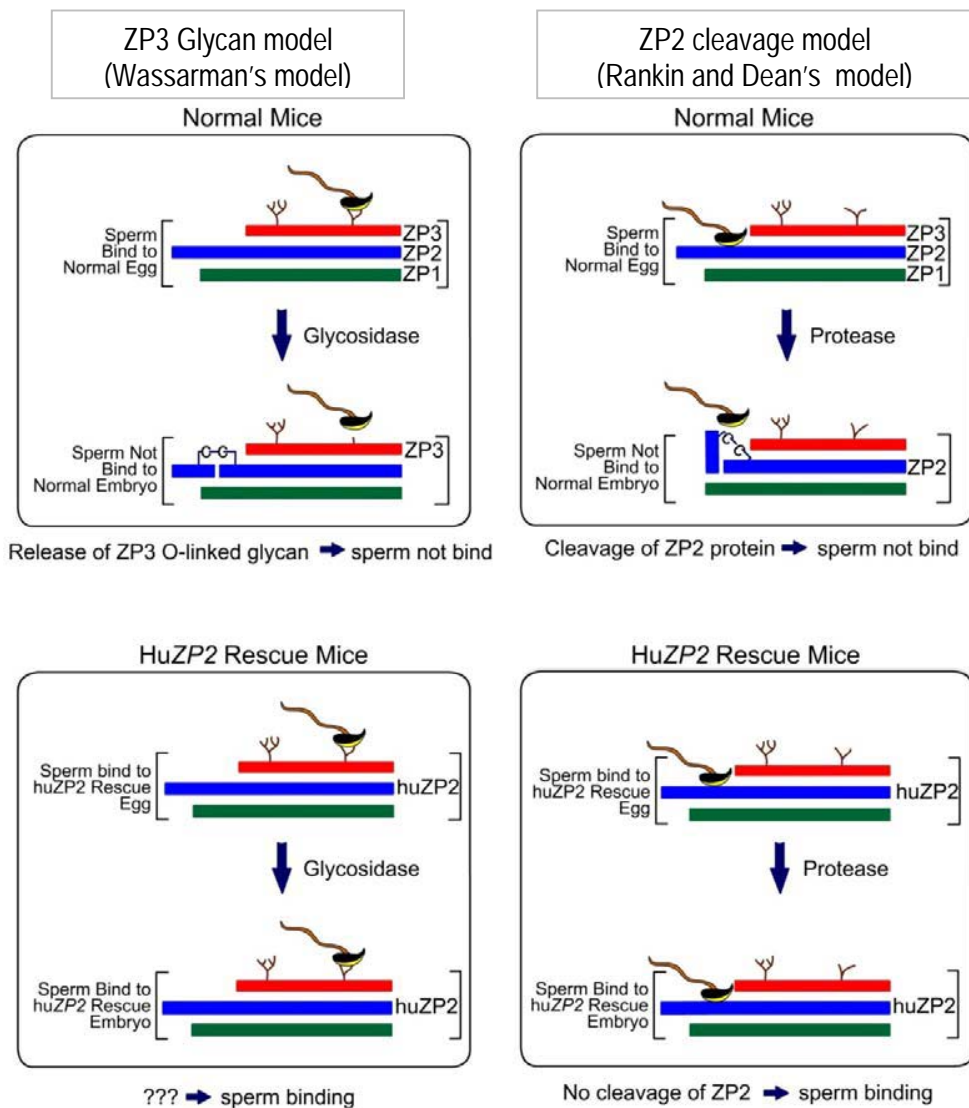 ZP3 Glycan model
(Wassarman's model)
ZP2 cleavage model
(Rankin and Dean's model)
Normal Mice
Sperm
Bind to
Normal Egg
ZP3
ZP2
ZP1
Glycosidase
Sperm Not
Bind to
Normal Embryo
ZP3
Release of ZP3 O-linked glycan ➡ sperm not bind
Normal Mice
Sperm
Bind to
Normal Egg
ZP3
ZP2
ZP1
Protease
Sperm Not
Bind to
Normal Embryo
ZP2
Cleavage of ZP2 protein ➡ sperm not bind
HuZP2 Rescue Mice
Sperm bind to
huZP2 Rescue
Egg
huZP2
Glycosidase
Sperm Bind to
huZP2 Rescue
Embryo
huZP2
??? ➡ sperm binding
HuZP2 Rescue Mice
Sperm bind to
huZP2 Rescue
Egg
huZP2
Protease
Sperm Bind to
huZP2 Rescue
Embryo
huZP2
No cleavage of ZP2 ➡ sperm binding